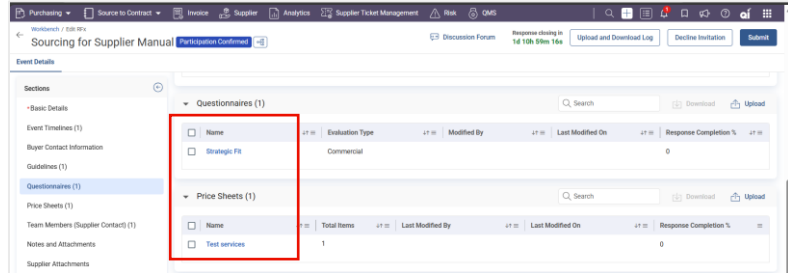 Purchasing Source to Contract Invoice Supplier Analytics Supplier Ticket Management Risk QMS
Workbench / Edit RFx
Sourcing for Supplier Manual Participation Confirmed
Discussion Forum
Response closing in
1d 10h 59m 16s
Upload and Download Log
Decline Invitation
Submit
Event Details
Sections
*Basic Details
Event Timelines (1)
Buyer Contact Information
Guidelines (1)
Questionnaires (1)
Price Sheets (1)
Team Members (Supplier Contact) (1)
Notes and Attachments
Supplier Attachments
Questionnaires (1)
Search
Download
Upload
Name Evaluation Type Modified By Last Modified On Response Completion %
Strategic Fit Commercial 0
Price Sheets (1)
Search
Download
Upload
Name Total Items Last Modified By Last Modified On Response Completion %
Test services 1 0